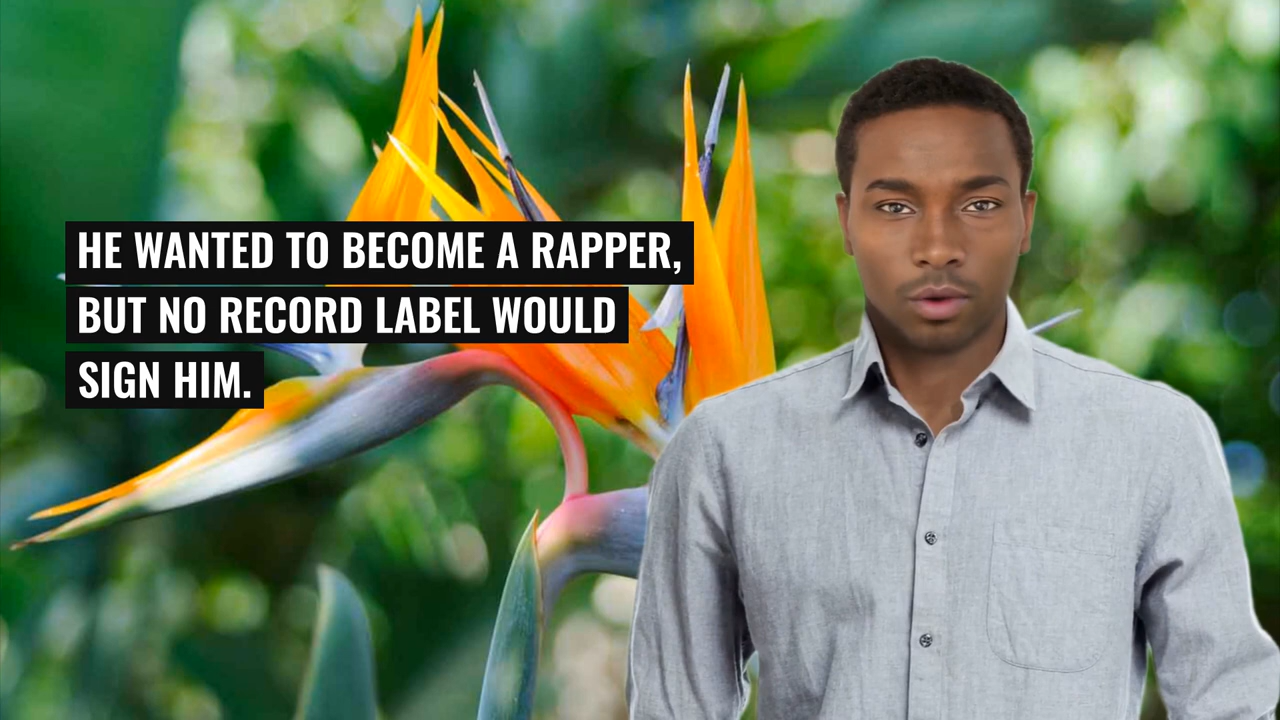 HE WANTED TO BECOME A RAPPER,
BUT NO RECORD LABEL WOULD
SIGN HIM.